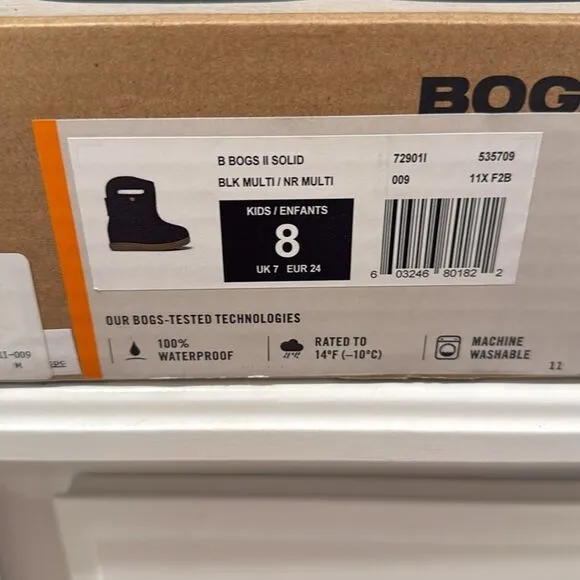 BOG
B BOGS II SOLID 72901I 535709
BLK MULTI / NR MULTI 009 11X F2B
KIDS / ENFANTS
8
UK 7 EUR 24
6 03246 80182 2
OUR BOGS-TESTED TECHNOLOGIES
100%
WATERPROOF
RATED TO
14°F (–10°C)
MACHINE
WASHABLE
11
-009
M